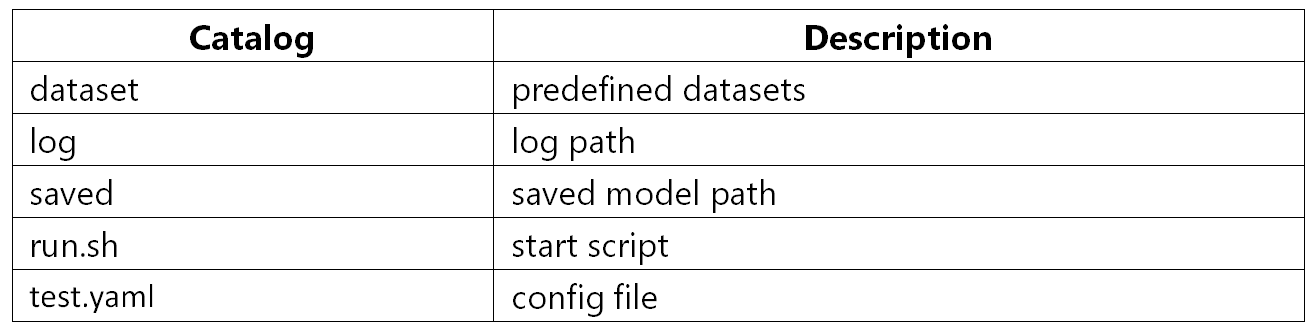 Catalog Description
dataset predefined datasets
log log path
saved saved model path
run.sh start script
test.yaml config file